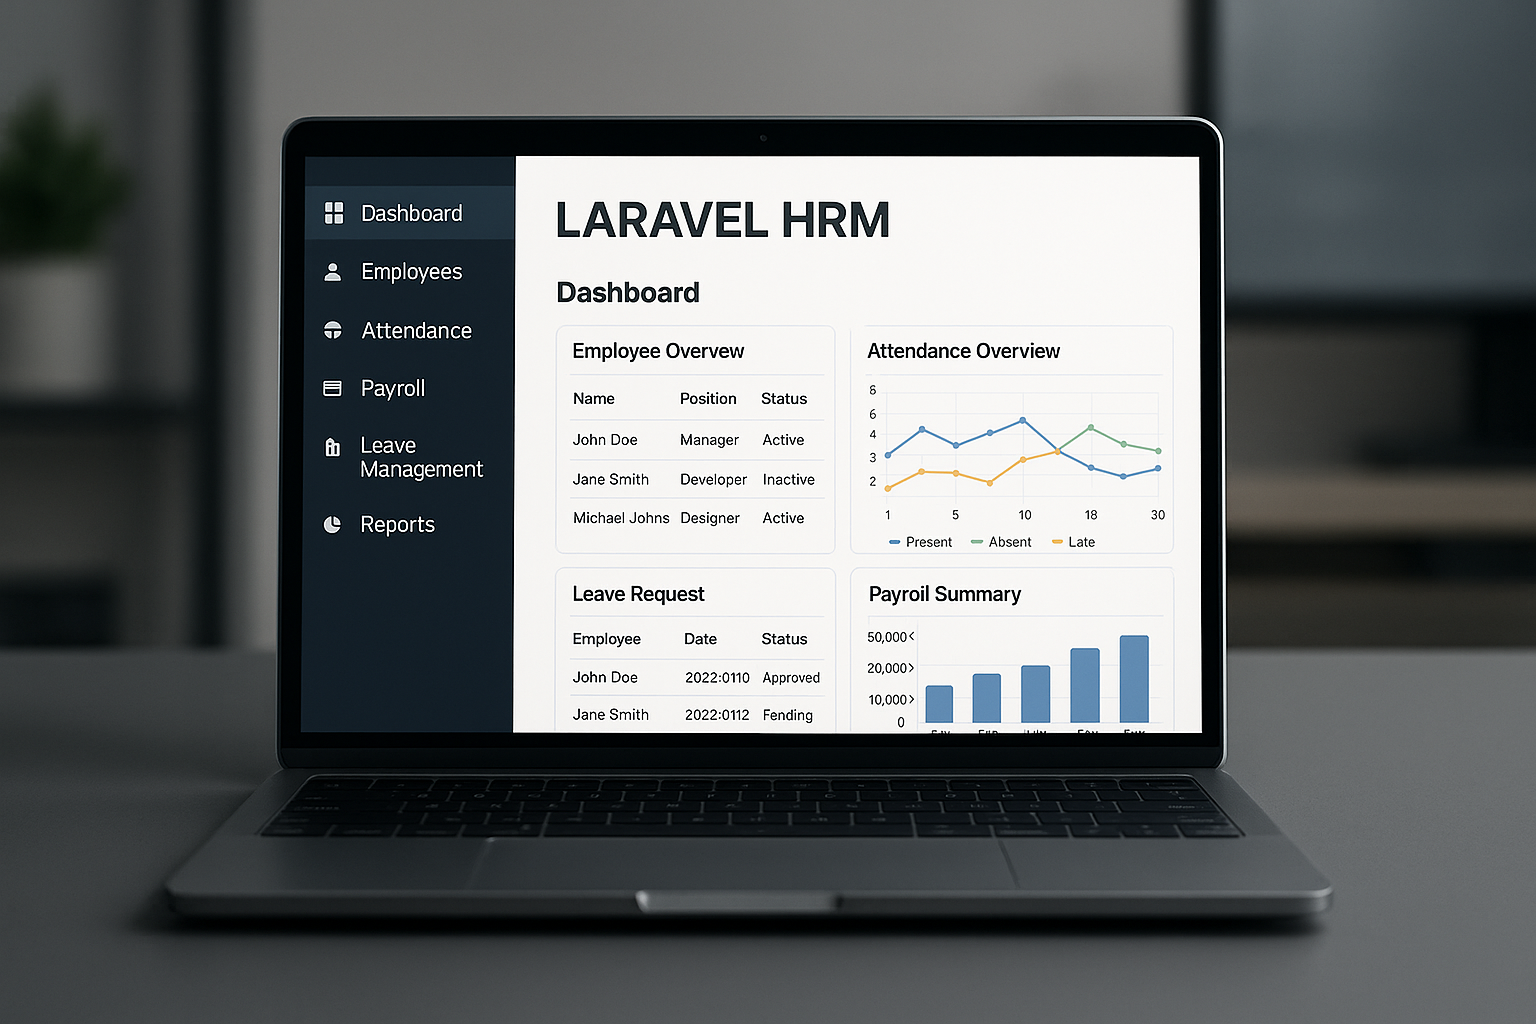 Dashboard
Employees
Attendance
Payroll
Leave
Management
Reports
LARAVEL HRM
Dashboard
Employee Overvew
Name Position Status
John Doe Manager Active
Jane Smith Developer Inactive
Michael Johns Designer Active
Attendance Overview
6
4
3
2
1 5 10 18 30
Present Absent Late
Leave Request
Employee Date Status
John Doe 2022:0110 Approved
Jane Smith 2022:0112 Fending
Payroil Summary
50,000<
20,000>
10,000>
0